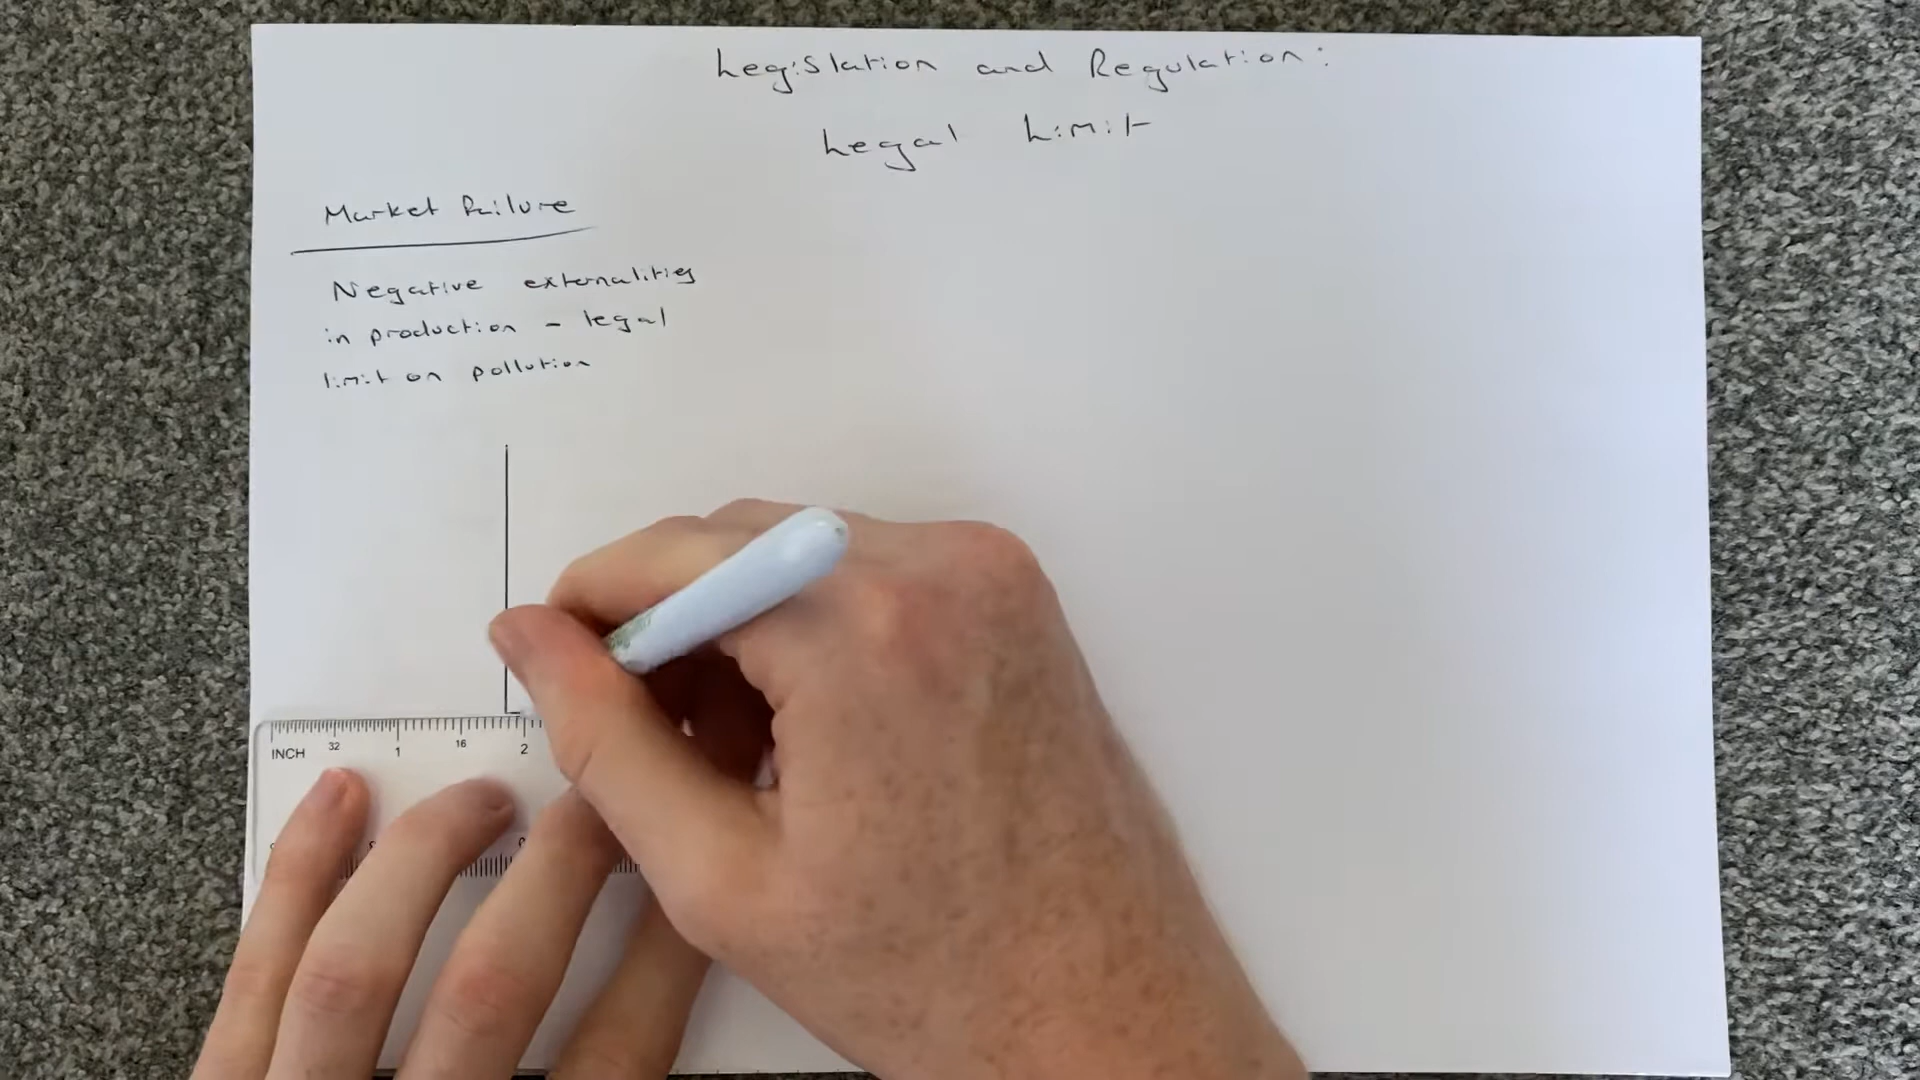 Legislation and Regulation:
Legal Limit
Market Failure
Negative externalities
in production - legal
limit on pollution
INCH 32 1 16 2